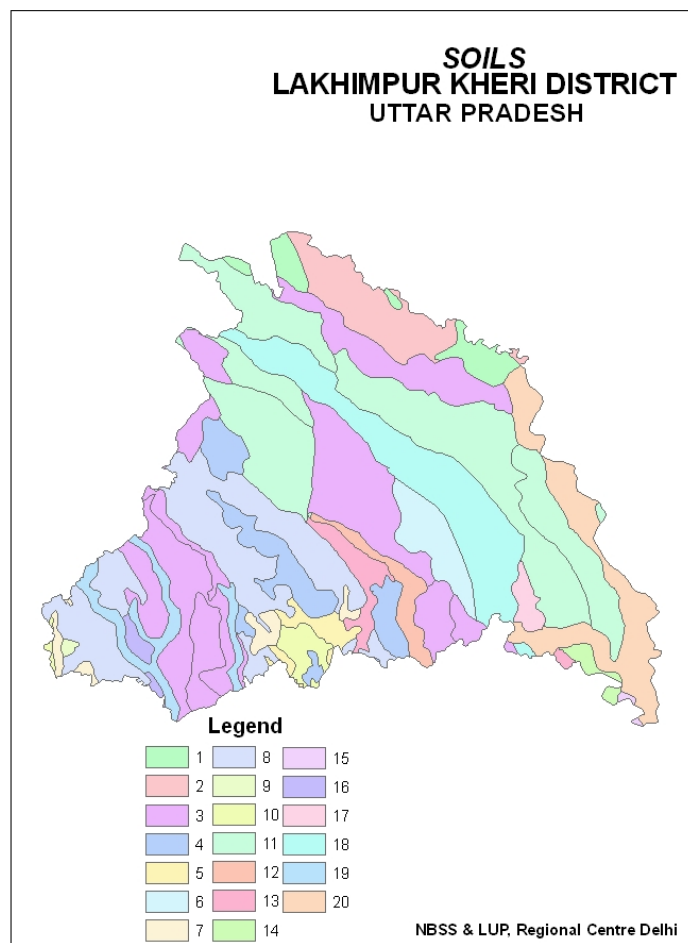 SOILS
LAKHIMPUR KHERI DISTRICT
UTTAR PRADESH
Legend
1 8 15
2 9 16
3 10 17
4 11 18
5 12 19
6 13 20
7 14
NBSS & LUP, Regional Centre Delhi